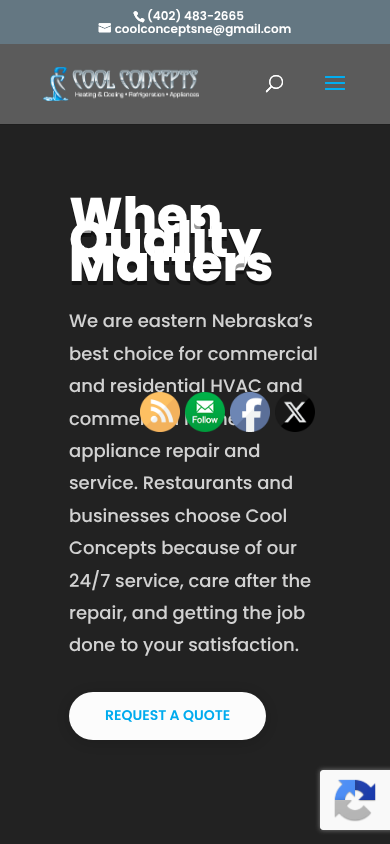 (402) 483-2665
coolconceptsne@gmail.com
COOL CONCEPTS
Heating & Cooling • Refrigeration • Appliances
When
Quality
Matters
We are eastern Nebraska’s
best choice for commercial
and residential HVAC and
Follow
appliance repair and
service. Restaurants and
businesses choose Cool
Concepts because of our
24/7 service, care after the
repair, and getting the job
done to your satisfaction.
REQUEST A QUOTE